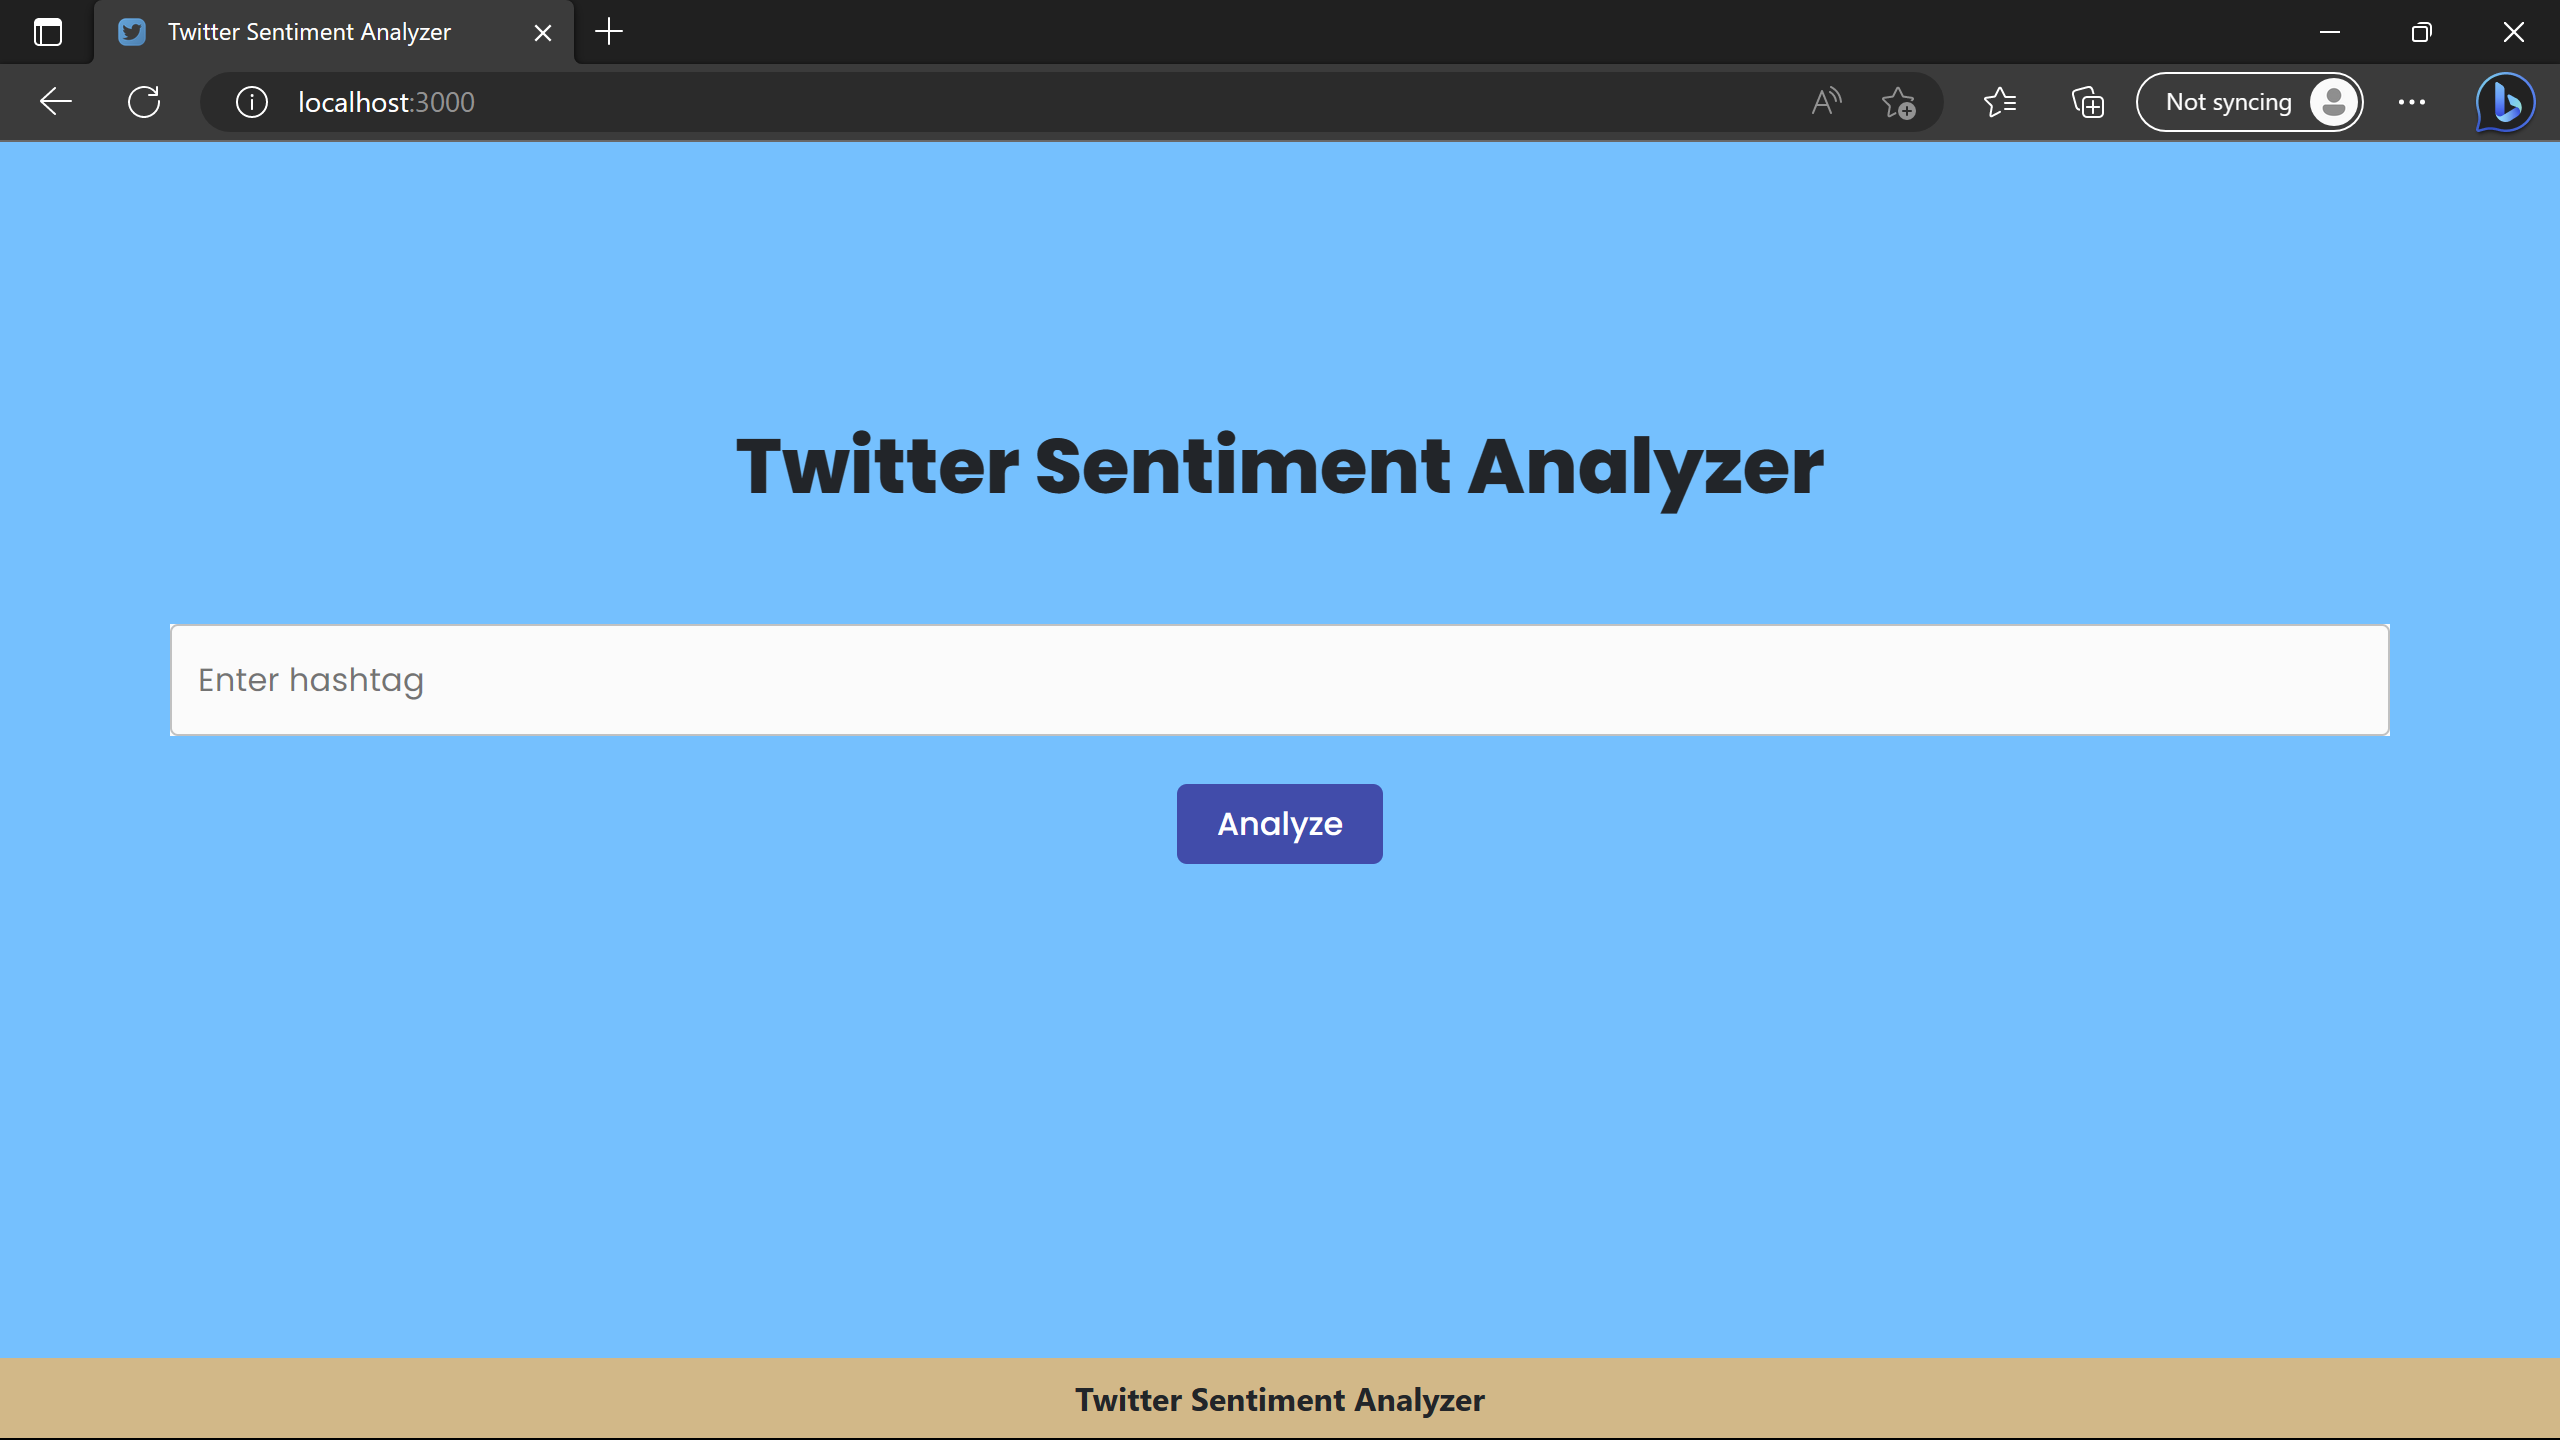 Twitter Sentiment Analyzer
localhost:3000
Not syncing
Twitter Sentiment Analyzer
Enter hashtag
Analyze
Twitter Sentiment Analyzer